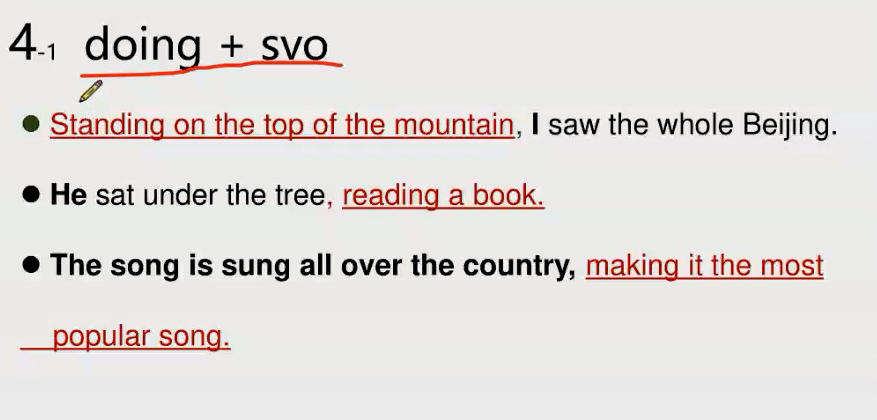 4-1 doing + svo
● Standing on the top of the mountain, I saw the whole Beijing.
● He sat under the tree, reading a book.
● The song is sung all over the country, making it the most
popular song.